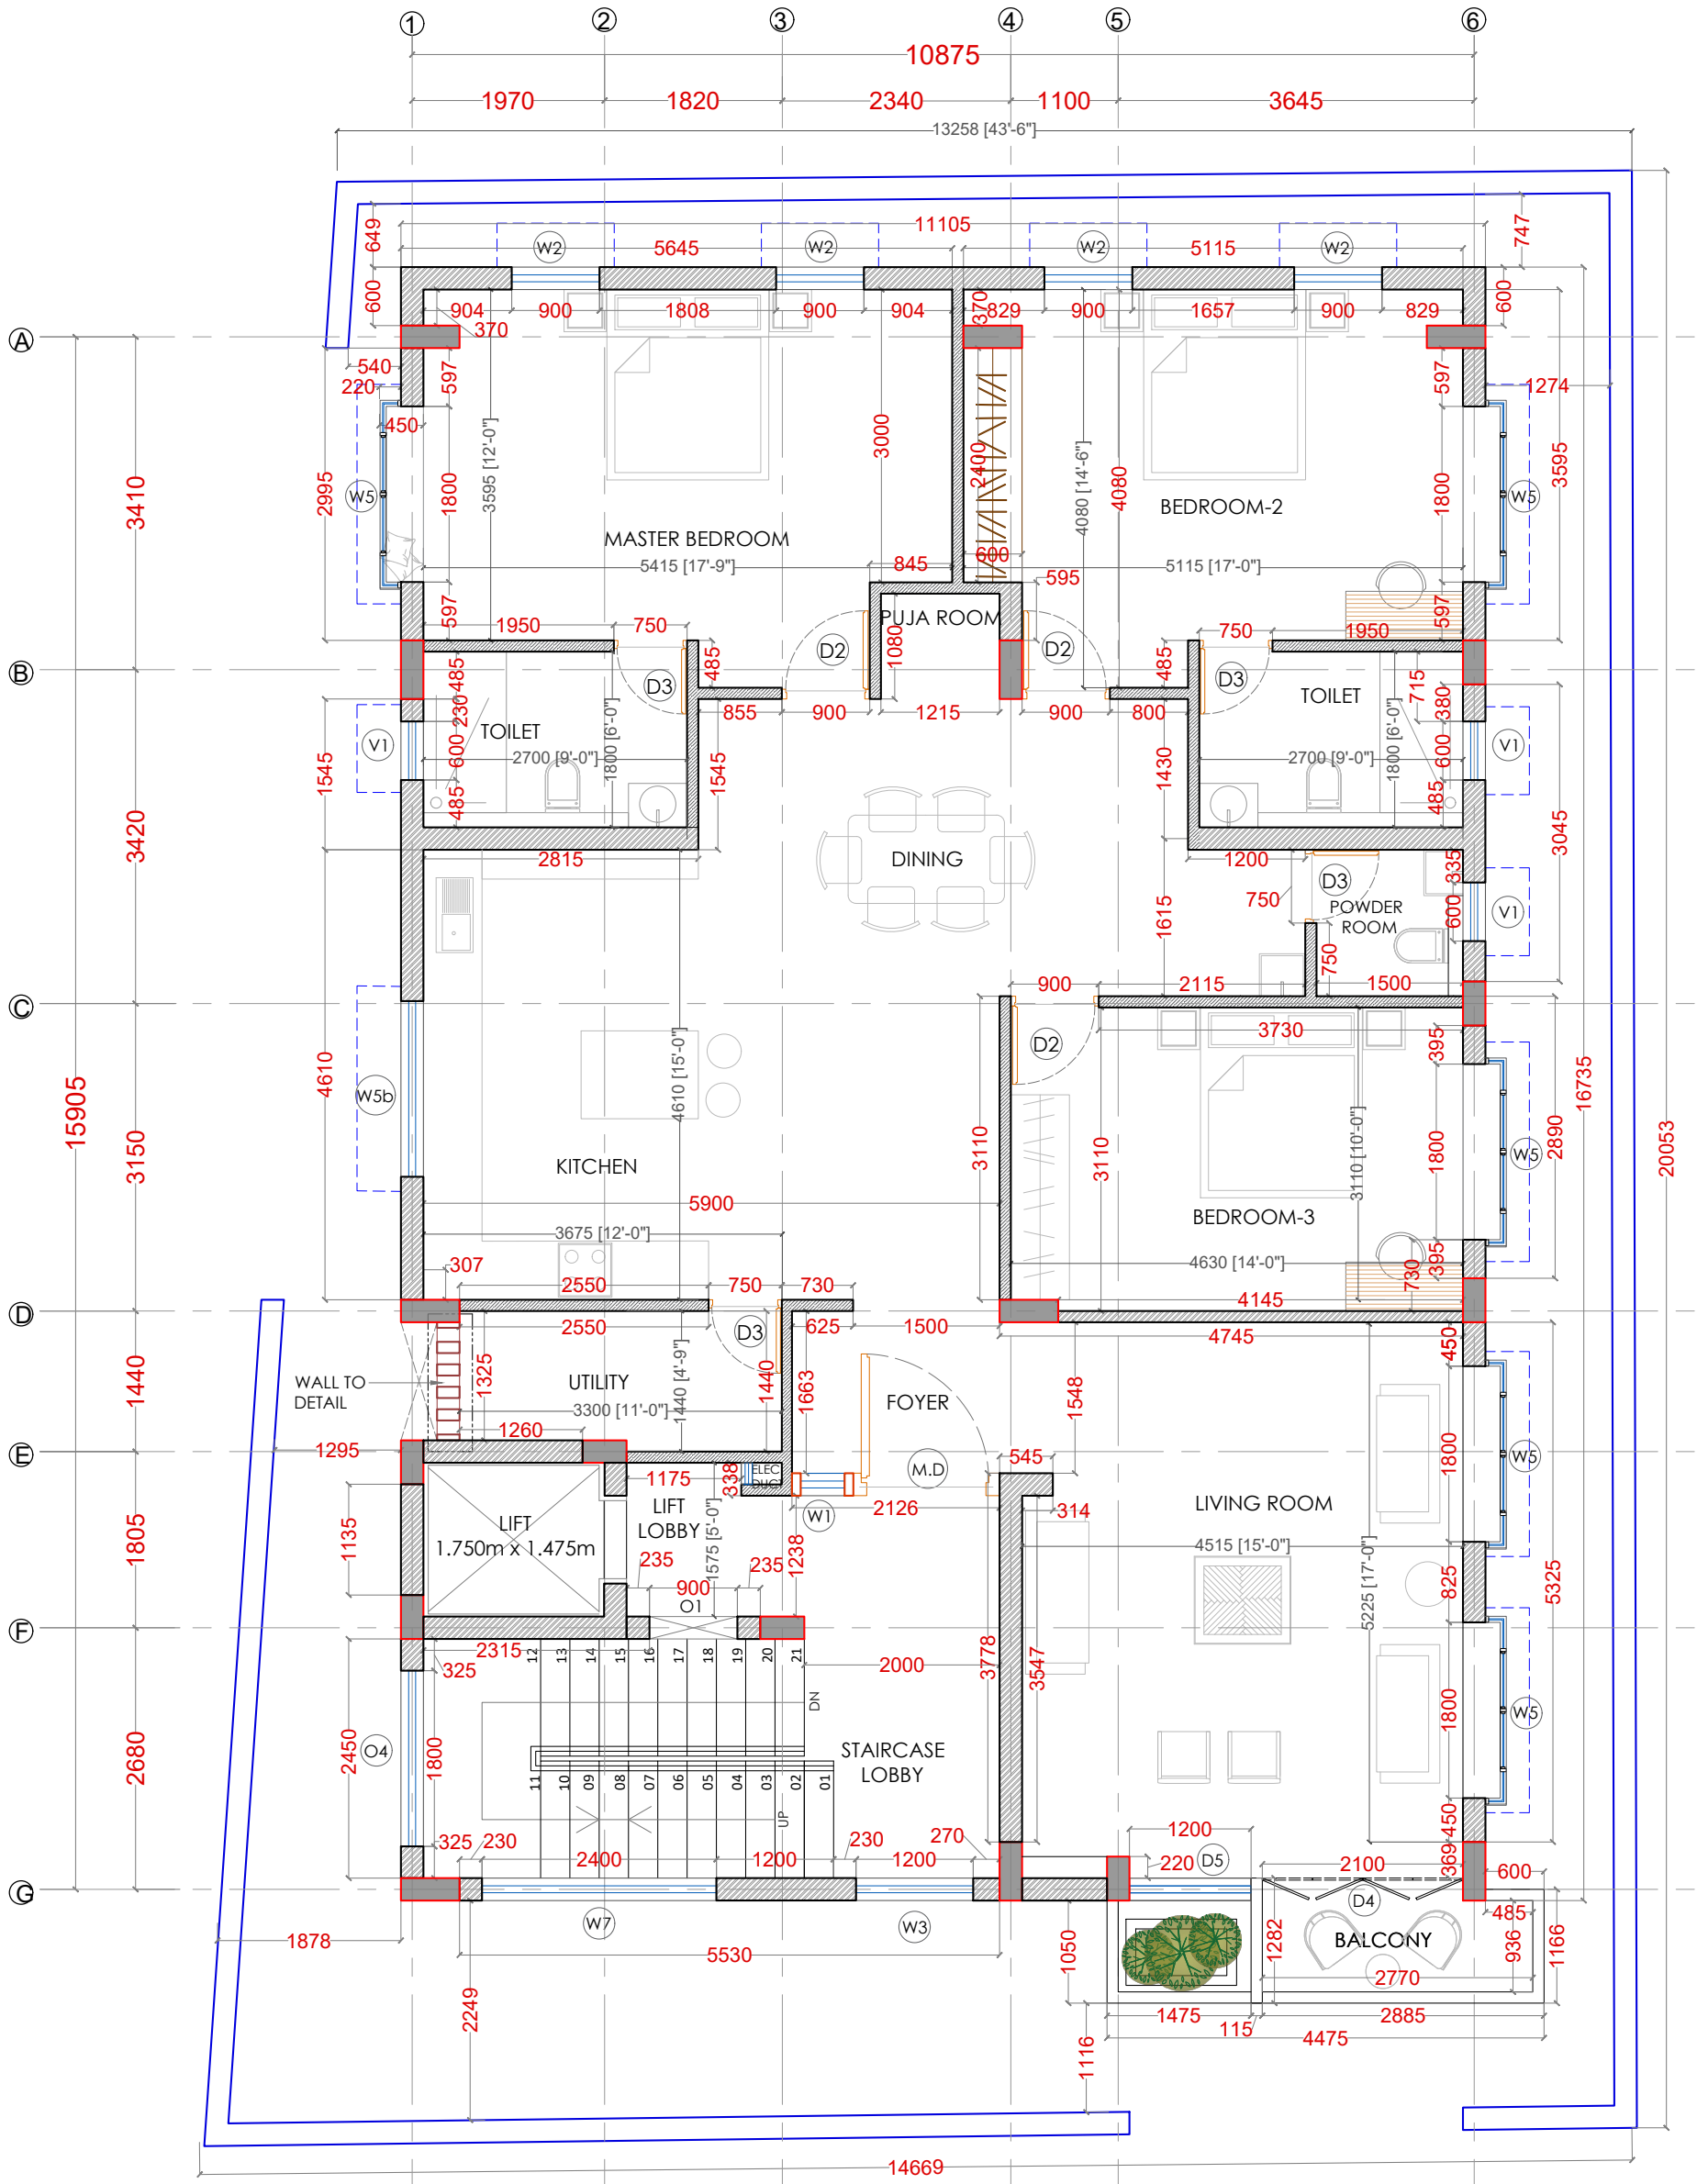 1 2 3 4 5 6
10875
1970 1820 2340 1100 3645
13258 [43'-6"]
649 11105 747
W2 5645 W2 W2 5115 W2
600 600
904 900 1808 900 904 370 829 900 1657 900 829
370
A
540 597 597 1274
220
450
3410 2995 W5 1800 3595 [12'-0"] 3000 2400 4080 [14'-6"] 4080 1800 W5 3595
BEDROOM-2
MASTER BEDROOM
5415 [17'-9"] 845 600 5115 [17'-0"]
595
597 597
PUJA ROOM
1950 750 1080 750 1950
D2 D2
B
485 485 D3 485 D3 715
230 TOILET 380
855 900 1215 900 800
TOILET
V1 600 2700 [9'-0"] 1800 [6'-0"] 1545 1430 2700 [9'-0"] 1800 [6'-0"] 600 V1
1545 485 485
3420
2815 DINING 1200 335 3045
D3
750
POWDER
ROOM
1615 600 V1
750
900 2115 1500
C
3730 395
D2
15905 4610 W5b 4610 [15'-0"] 16735
3150 3110 3110 3110 [10'-0"] 1800 W5 2890 20053
KITCHEN
5900
BEDROOM-3
3675 [12'-0"] 4630 [14'-0"]
307 395
2550 750 730 730
4145
D
2550 D3 625 1500 4745 450
1440 1325 1440 [4'-9"] 1440 1663 1548
WALL TO
DETAIL
UTILITY FOYER
3300 [11'-0"]
1260
1295 545 1800 W5
E
1175 338 ELEC
DUCT
M.D
LIVING ROOM
LIFT
LOBBY
W1 2126 314
LIFT
1.750m x 1.475m
4515 [15'-0"]
1805 1135 1575 [5'-0"] 1238 5225 [17'-0"] 825 5325
235 235
900
O1
F
2315 12 13 14 15 16 17 18 19 20 21 2000 3778 3547
325
DN
2680 2450 O4 1800 1800 W5
STAIRCASE
LOBBY
11 10 09 08 07 06 05 04 03 02 01
UP
325 230 230 270 1200 450
2400 1200 1200 220 D5 2100 369 600
G
D4 485
W7 W3
1878 5530 1050 1282 BALCONY 936 1166
2770
2249 1475 2885
115
4475
1116
14669